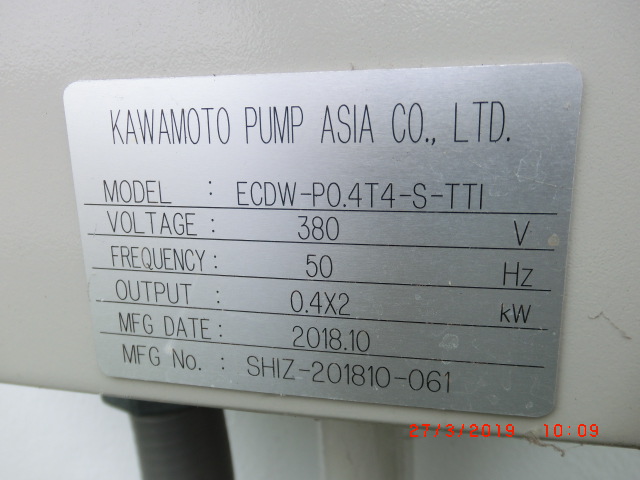 KAWAMOTO PUMP ASIA CO., LTD.
MODEL : ECDW-P0.4T4-S-TTI
VOLTAGE : 380 V
FREQUENCY : 50 Hz
OUTPUT : 0.4X2 kW
MFG DATE : 2018.10
MFG No. : SHIZ-201810-061
27/3/2019 10:09